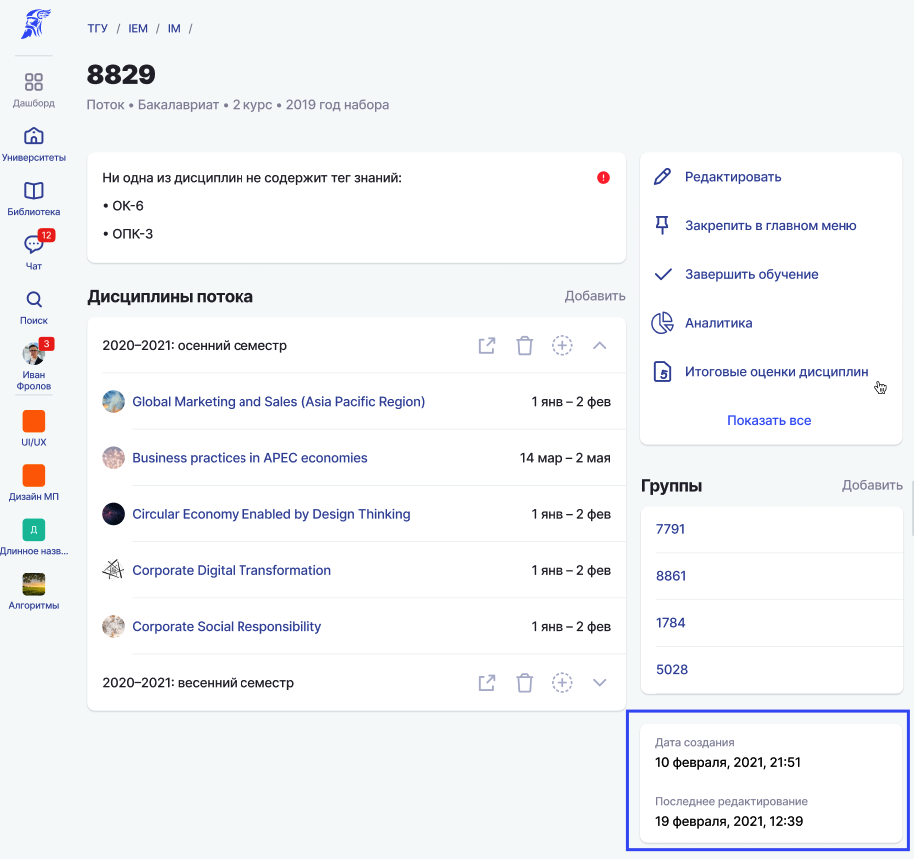 ТГУ / IEM / IM /
8829
Поток • Бакалавриат • 2 курс • 2019 год набора
Дашборд
Университеты
Библиотека
12
Чат
Поиск
3
Иван
Фролов
UI/UX
Дизайн МП
Д
Длинное назв...
Алгоритмы
Ни одна из дисциплин не содержит тег знаний:
• ОК-6
• ОПК-3
Дисциплины потока
Добавить
2020–2021: осенний семестр
Global Marketing and Sales (Asia Pacific Region) 1 янв – 2 фев
Business practices in APEC economies 14 мар – 2 мая
Circular Economy Enabled by Design Thinking 1 янв – 2 фев
Corporate Digital Transformation 1 янв – 2 фев
Corporate Social Responsibility 1 янв – 2 фев
2020–2021: весенний семестр
Редактировать
Закрепить в главном меню
Завершить обучение
Аналитика
5 Итоговые оценки дисциплин
Показать все
Группы
Добавить
7791
8861
1784
5028
Дата создания
10 февраля, 2021, 21:51
Последнее редактирование
19 февраля, 2021, 12:39